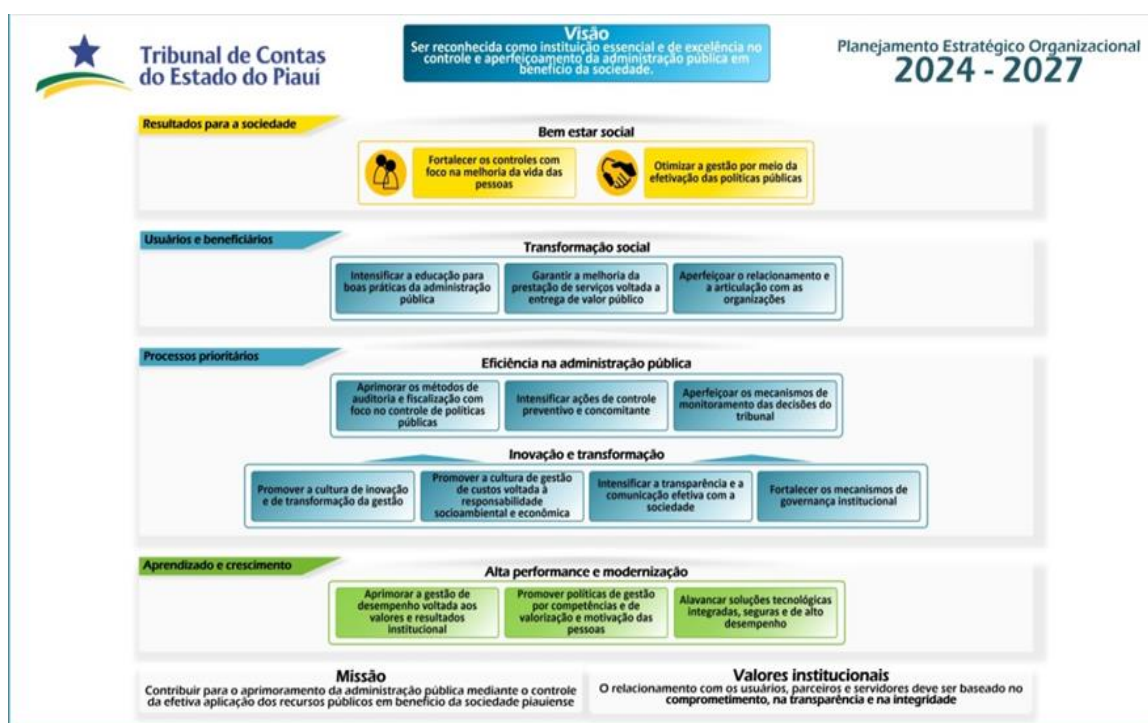 Tribunal de Contas
do Estado do Piauí
Visão
Ser reconhecida como instituição essencial e de excelência no
controle e aperfeiçoamento da administração pública em
benefício da sociedade.
Planejamento Estratégico Organizacional
2024 - 2027
Resultados para a sociedade
Bem estar social
Fortalecer os controles com
foco na melhoria da vida das
pessoas
Otimizar a gestão por meio da
efetivação das políticas públicas
Usuários e beneficiários
Transformação social
Intensificar a educação para
boas práticas da administração
pública
Garantir a melhoria da
prestação de serviços voltada a
entrega de valor público
Aperfeiçoar o relacionamento e
a articulação com as
organizações
Processos prioritários
Eficiência na administração pública
Aprimorar os métodos de
auditoria e fiscalização com
foco no controle de políticas
públicas
Intensificar ações de controle
preventivo e concomitante
Aperfeiçoar os mecanismos de
monitoramento das decisões do
tribunal
Inovação e transformação
Promover a cultura de inovação
e de transformação da gestão
Promover a cultura de gestão
de custos voltada à
responsabilidade
socioambiental e econômica
Intensificar a transparência e a
comunicação efetiva com a
sociedade
Fortalecer os mecanismos de
governança institucional
Aprendizado e crescimento
Alta performance e modernização
Aprimorar a gestão de
desempenho voltada aos
valores e resultados
institucional
Promover políticas de gestão
por competências e de
valorização e motivação das
pessoas
Alavancar soluções tecnológicas
integradas, seguras e de alto
desempenho
Missão
Contribuir para o aprimoramento da administração pública mediante o controle
da efetiva aplicação dos recursos públicos em benefício da sociedade piauiense
Valores institucionais
O relacionamento com os usuários, parceiros e servidores deve ser baseado no
comprometimento, na transparência e na integridade